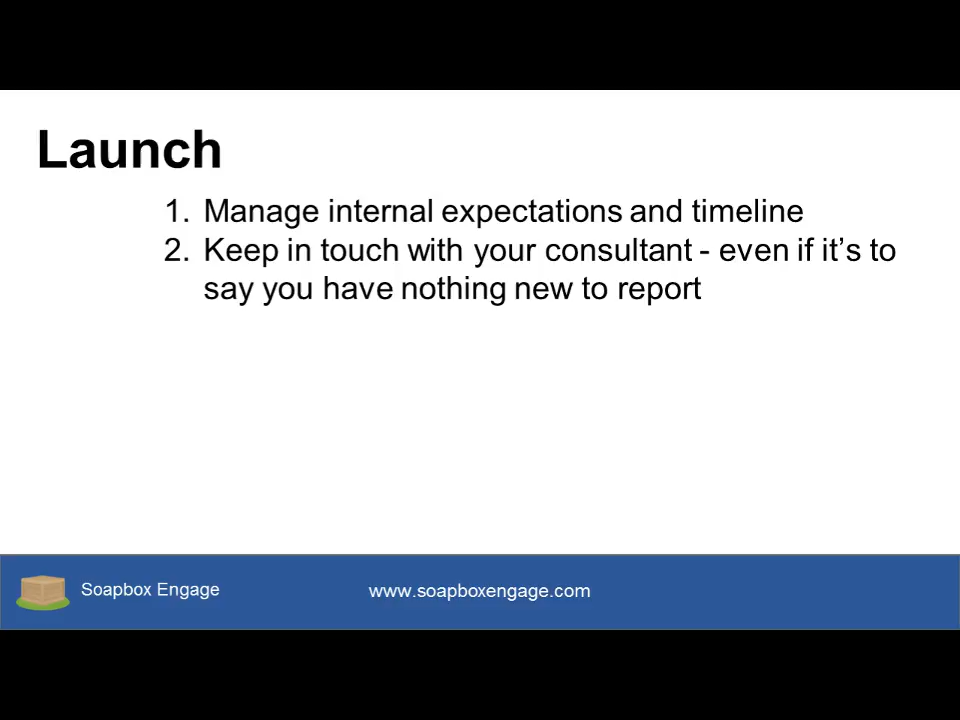 Launch
1. Manage internal expectations and timeline
2. Keep in touch with your consultant - even if it’s to
say you have nothing new to report
Soapbox Engage
www.soapboxengage.com